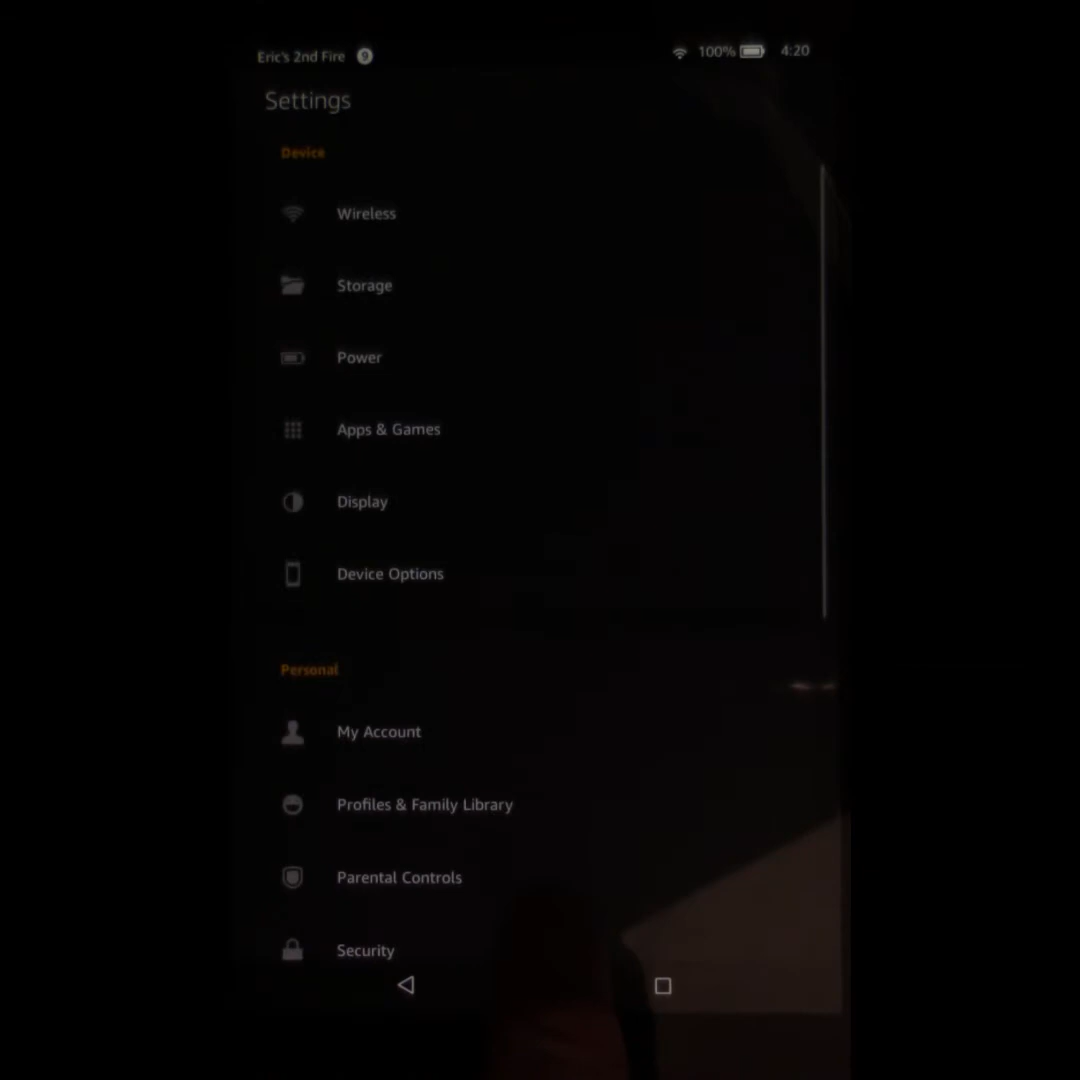 Eric's 2nd Fire 9 100% 4:20
Settings
Device
Wireless
Storage
Power
Apps & Games
Display
Device Options
Personal
My Account
Profiles & Family Library
Parental Controls
Security